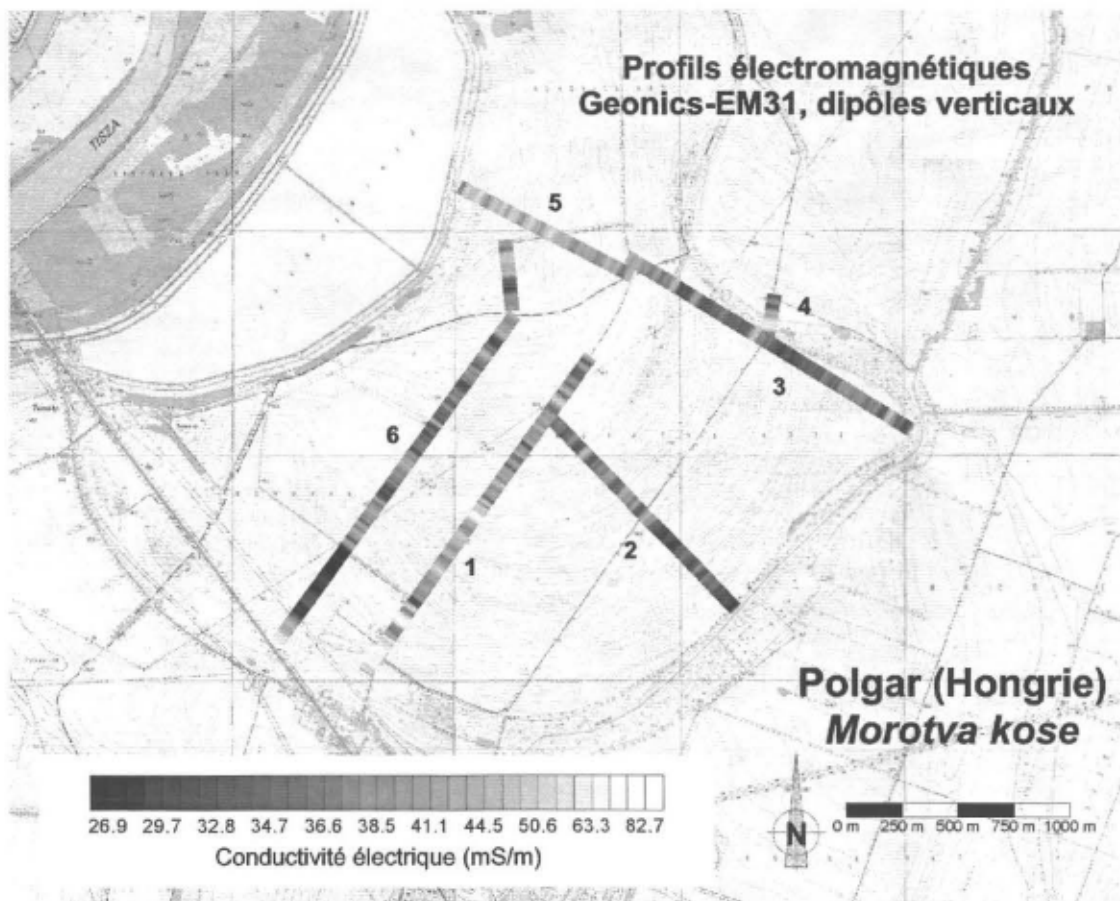 Profils électromagnétiques
Geonics-EM31, dipôles verticaux
TISZA
5
4
3
6
2
1
Polgar (Hongrie)
Morotva kose
26.9 29.7 32.8 34.7 36.6 38.5 41.1 44.5 50.6 63.3 82.7
Conductivité électrique (mS/m)
N
0 m 250 m 500 m 750 m 1000 m